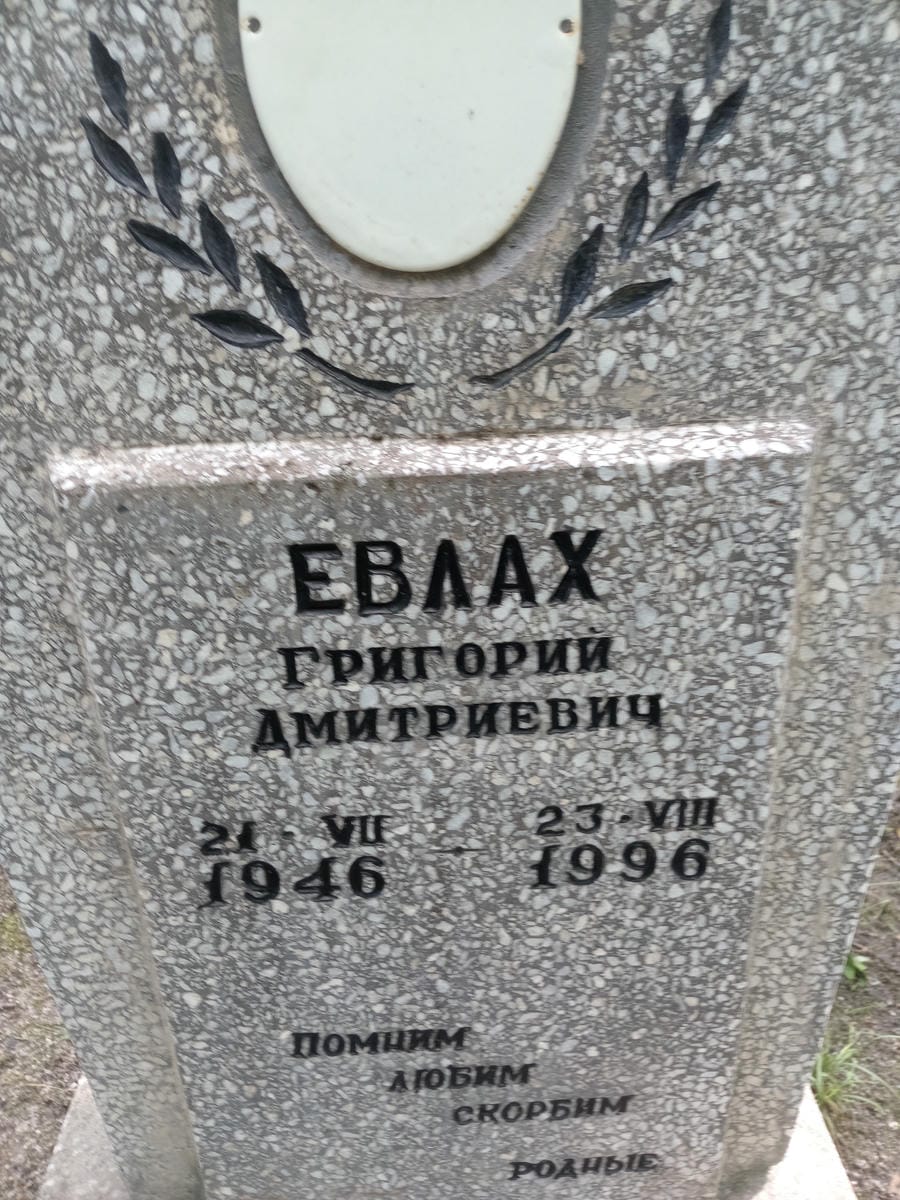 ЕВЛАХ
ГРИГОРИЙ
ДМИТРИЕВИЧ
21 · VII 23 · VIII
1946 — 1996
ПОМНИМ
ЛЮБИМ
СКОРБИМ
РОДНЫЕ